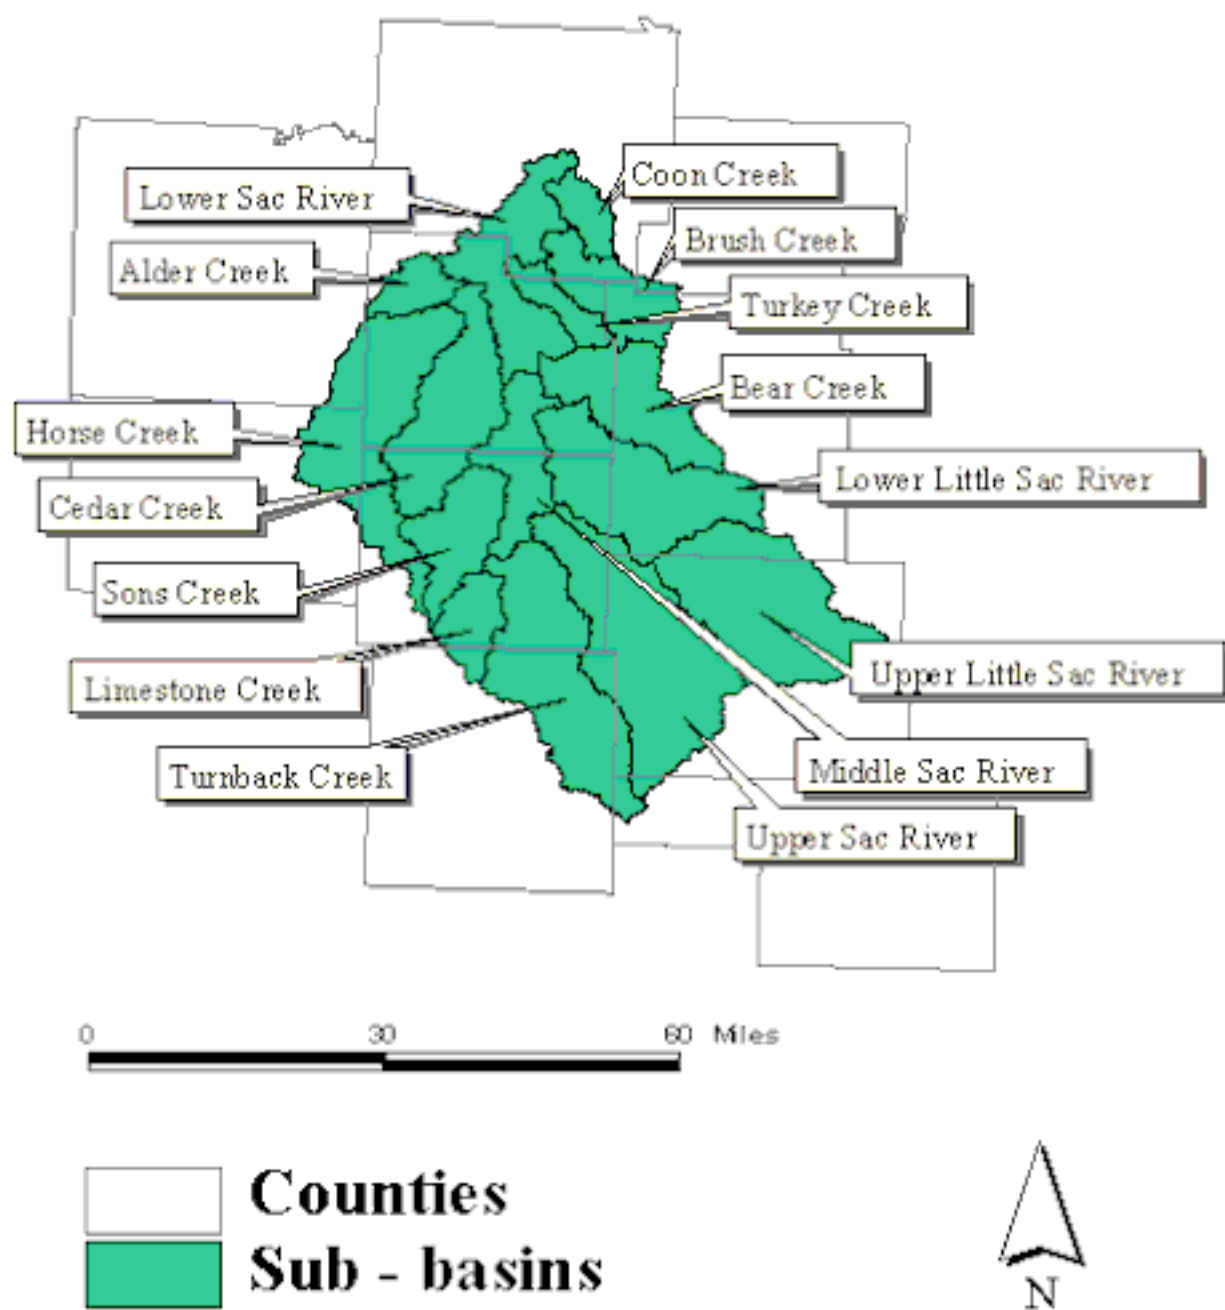 Coon Creek
Lower Sac River
Brush Creek
Alder Creek
Turkey Creek
Bear Creek
Horse Creek
Lower Little Sac River
Cedar Creek
Sons Creek
Upper Little Sac River
Limestone Creek
Middle Sac River
Turnback Creek
Upper Sac River
0 30 60 Miles
Counties
Sub - basins
N